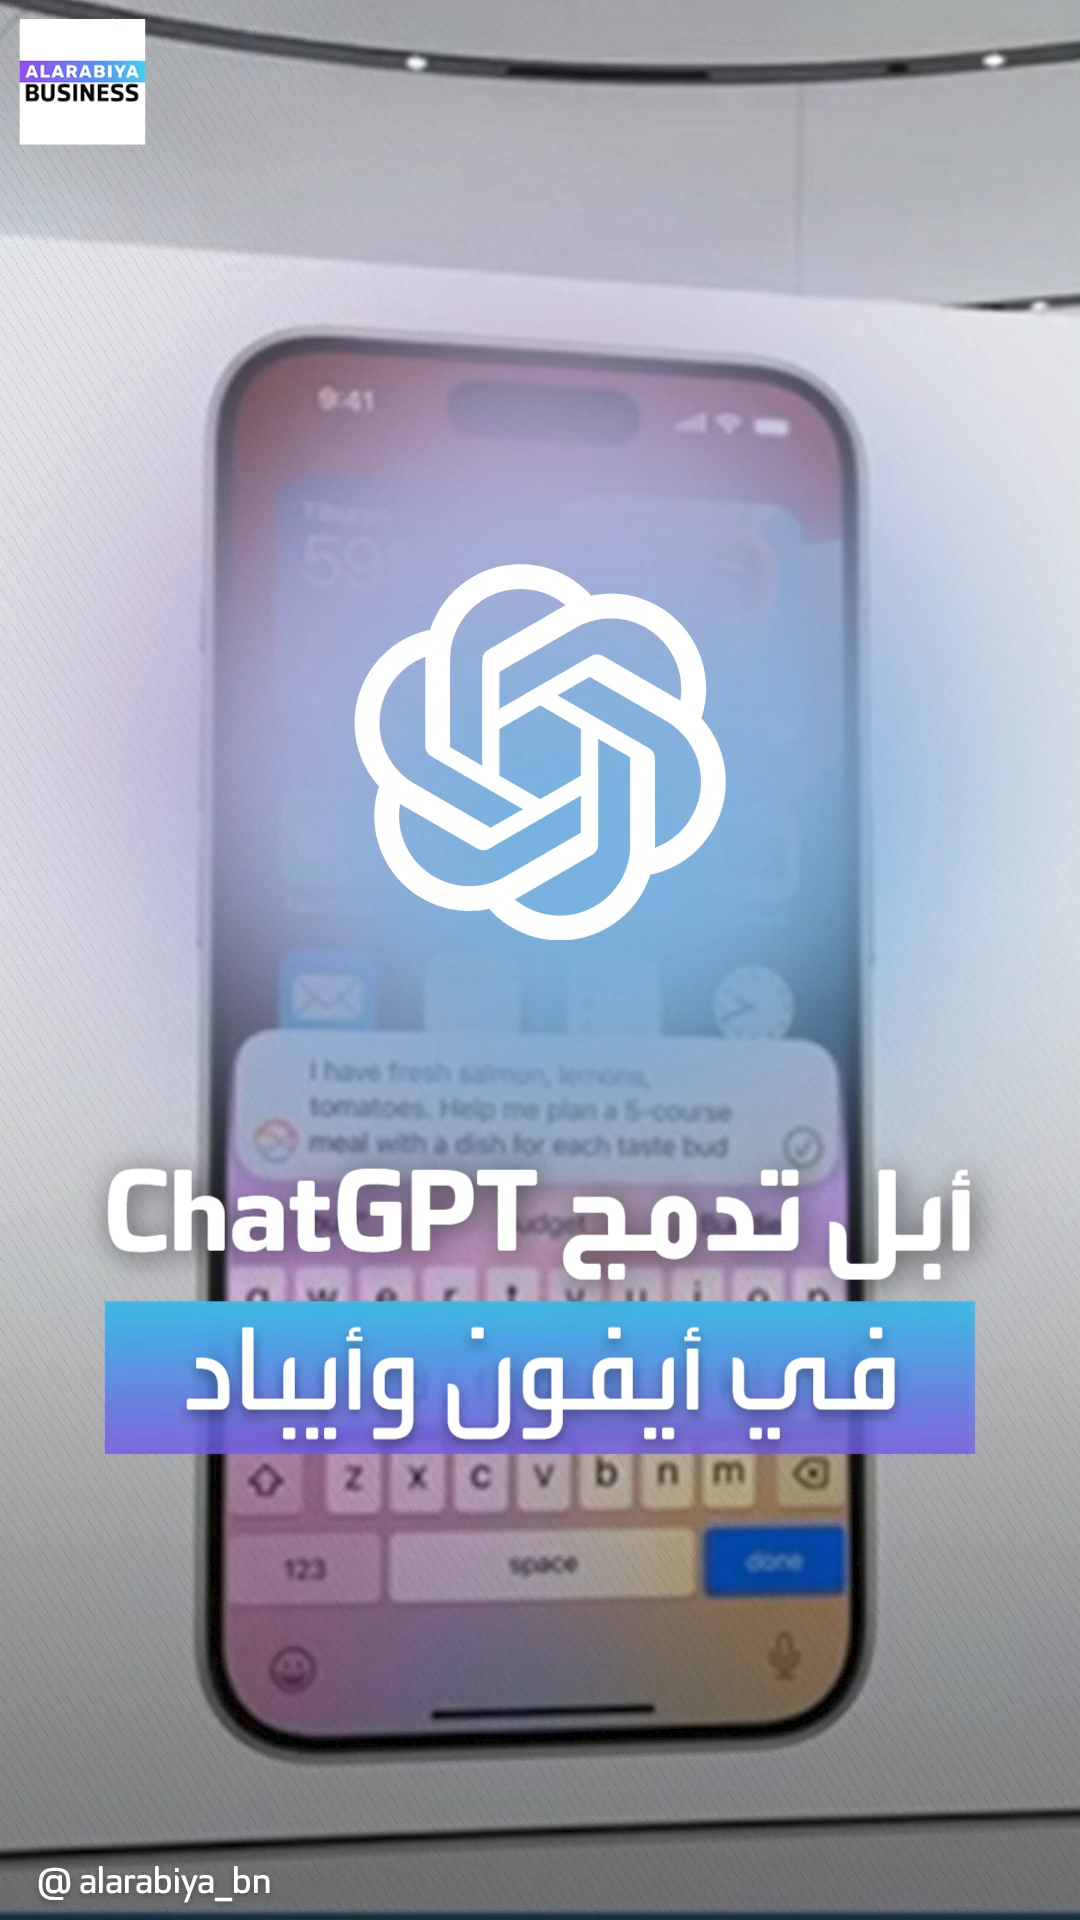 ALARABIYA
BUSINESS
9:41
59°
I have fresh salmon, lemons,
tomatoes. Help me plan a 5-course
meal with a dish for each taste bud
أبل تدمج ChatGPT
في أيفون وأيباد
q w e r t y u i o p
z x c v b n m
123 space done
@ alarabiya_bn